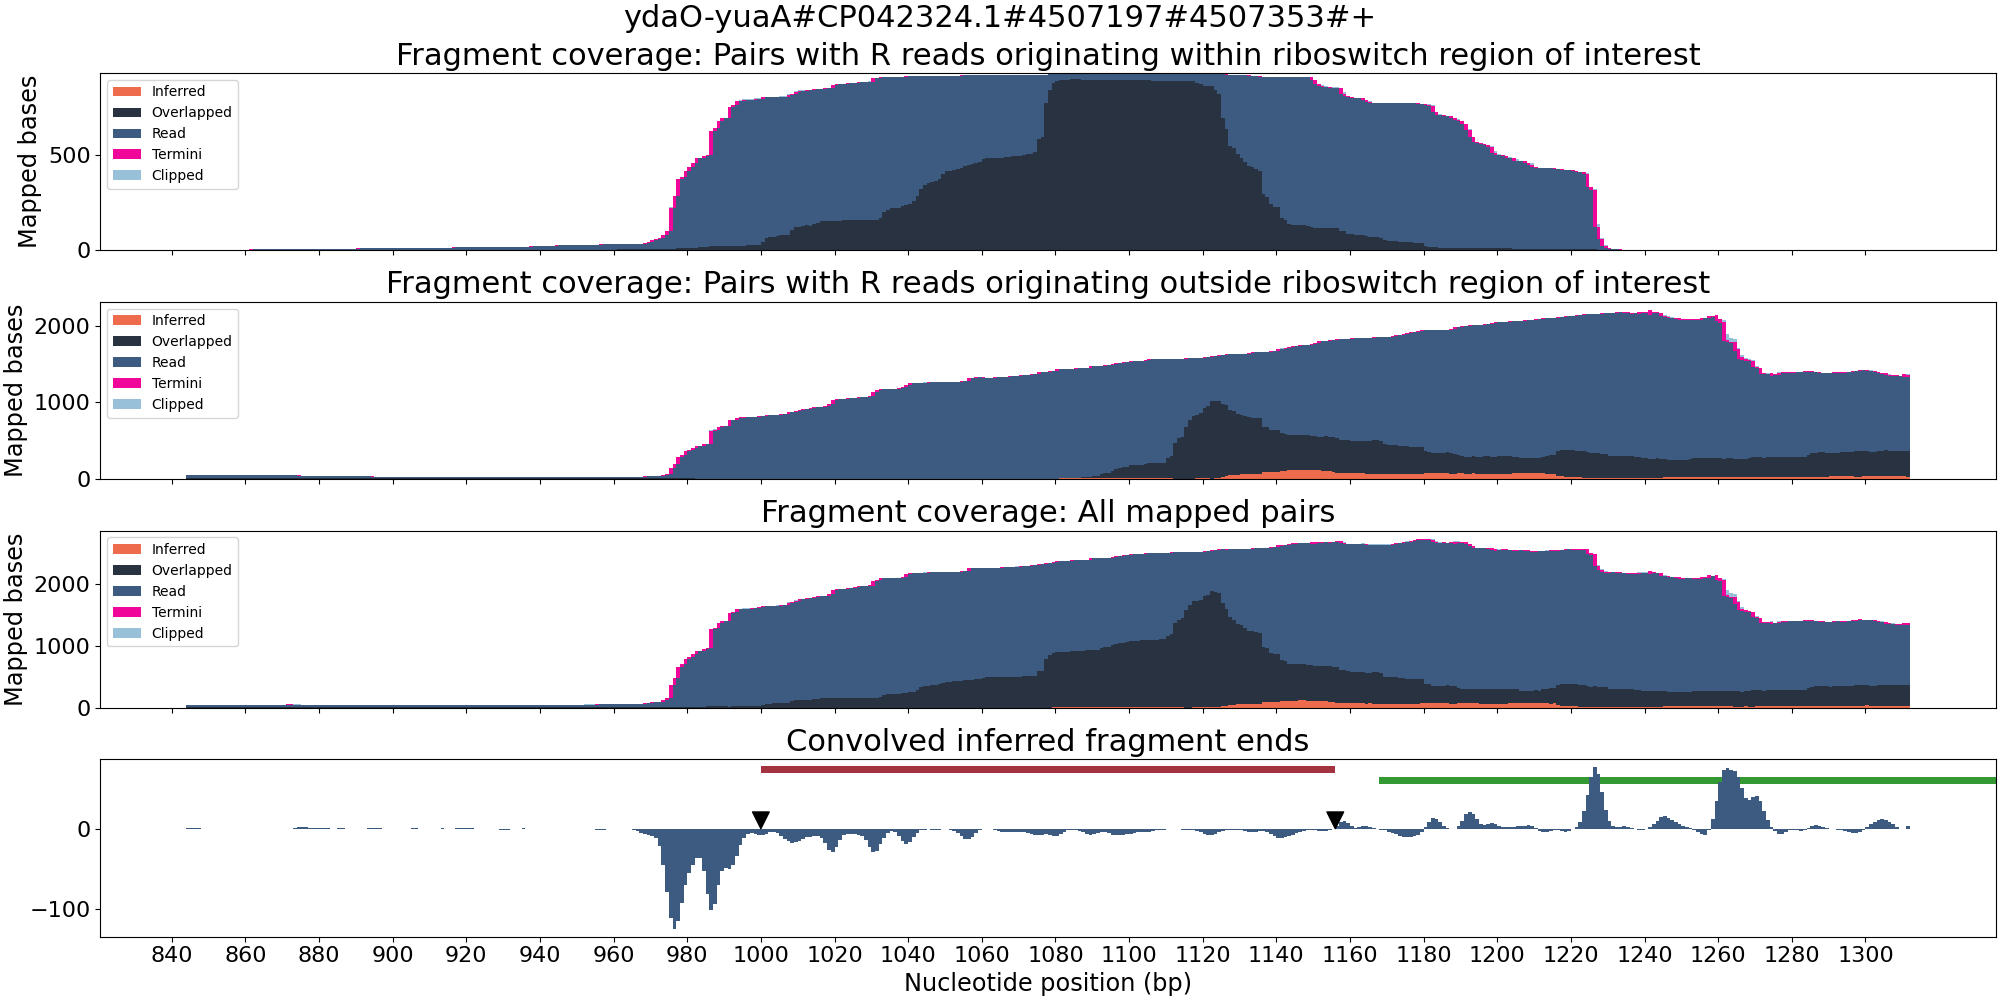 ydaO-yuaA#CP042324.1#4507197#4507353#+
Fragment coverage: Pairs with R reads originating within riboswitch region of interest
Mapped bases
500
0
Inferred
Overlapped
Read
Termini
Clipped
Fragment coverage: Pairs with R reads originating outside riboswitch region of interest
Mapped bases
2000
1000
0
Inferred
Overlapped
Read
Termini
Clipped
Fragment coverage: All mapped pairs
Mapped bases
2000
1000
0
Inferred
Overlapped
Read
Termini
Clipped
Convolved inferred fragment ends
0
−100
840 860 880 900 920 940 960 980 1000 1020 1040 1060 1080 1100 1120 1140 1160 1180 1200 1220 1240 1260 1280 1300
Nucleotide position (bp)